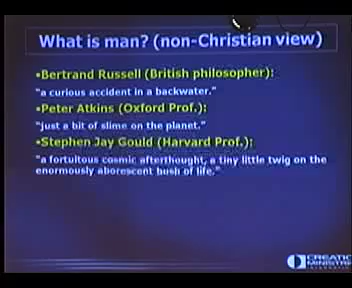 What is man? (non-Christian view)
▪Bertrand Russell (British philosopher):
"a curious accident in a backwater."
▪Peter Atkins (Oxford Prof.):
"just a bit of slime on the planet."
▪Stephen Jay Gould (Harvard Prof.):
"a fortuitous cosmic afterthought, a tiny little twig on the
enormously aborescent bush of life."
CREATIO
MINISTRI